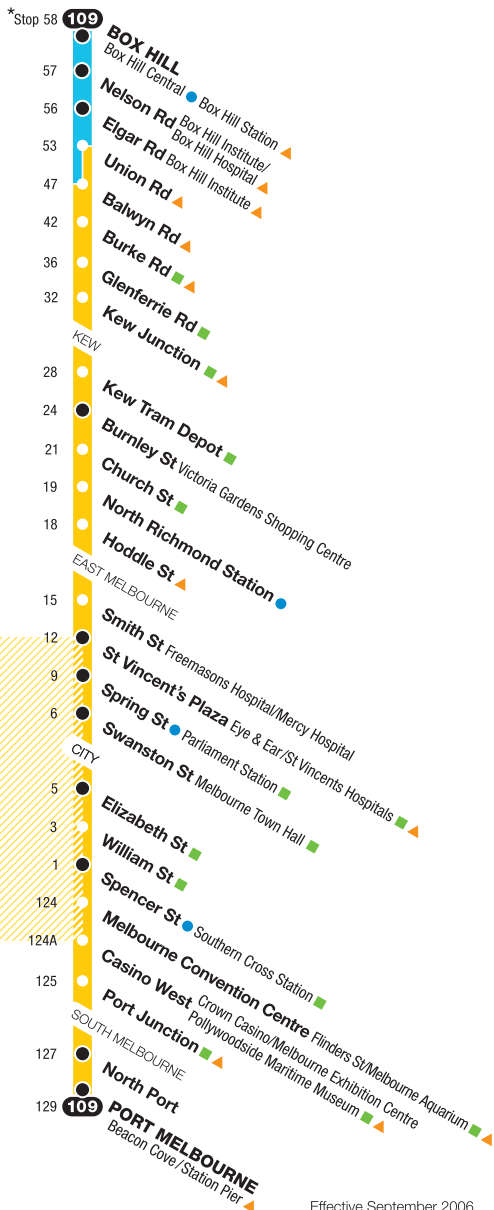 *Stop 58 109
BOX HILL
Box Hill Central Box Hill Station
57
Nelson Rd Box Hill Institute/
Box Hill Hospital
56
Elgar Rd Box Hill Institute
53
Union Rd
47
Balwyn Rd
42
Burke Rd
36
Glenferrie Rd
32
Kew Junction
KEW
28
Kew Tram Depot
24
Burnley St Victoria Gardens Shopping Centre
21
Church St
19
North Richmond Station
18
Hoddle St
EAST MELBOURNE
15
Smith St Freemasons Hospital/Mercy Hospital
12
St Vincent's Plaza Eye & Ear/St Vincents Hospitals
9
Spring St Parliament Station
6
Swanston St Melbourne Town Hall
CITY
5
Elizabeth St
3
William St
1
Spencer St Southern Cross Station
124
Melbourne Convention Centre Flinders St/Melbourne Aquarium
124A
Casino West Crown Casino/Melbourne Exhibition Centre
Pollywoodside Maritime Museum
125
Port Junction
SOUTH MELBOURNE
127
North Port
129 109
PORT MELBOURNE
Beacon Cove/Station Pier
Effective September 2006